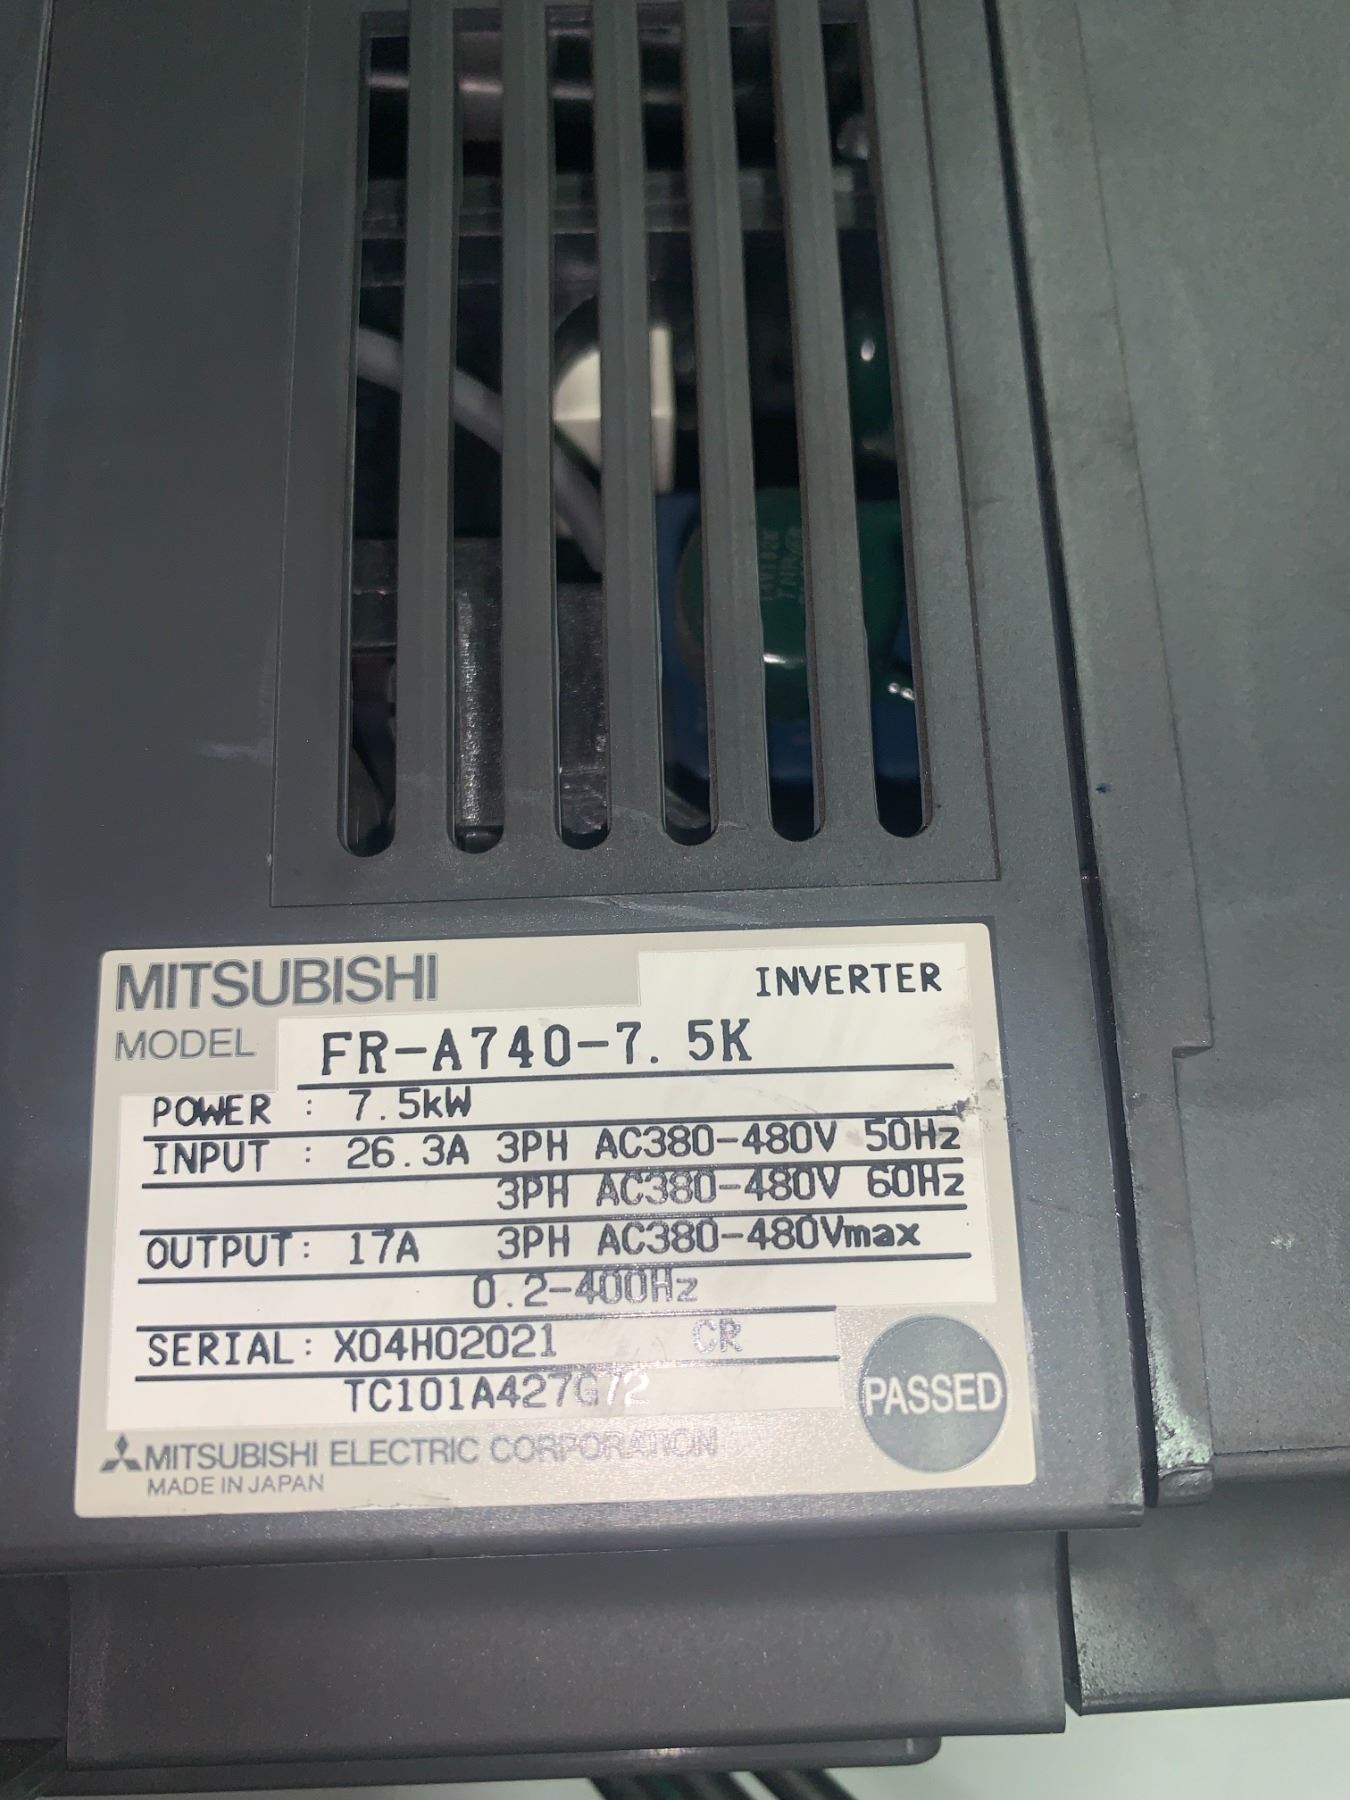 TNR
MITSUBISHI INVERTER
MODEL FR-A740-7.5K
POWER : 7.5kW
INPUT : 26.3A 3PH AC380-480V 50Hz
3PH AC380-480V 60Hz
OUTPUT: 17A 3PH AC380-480Vmax
0.2-400Hz
SERIAL: X04H02021 CR
TC101A427G72
PASSED
MITSUBISHI ELECTRIC CORPORATION
MADE IN JAPAN